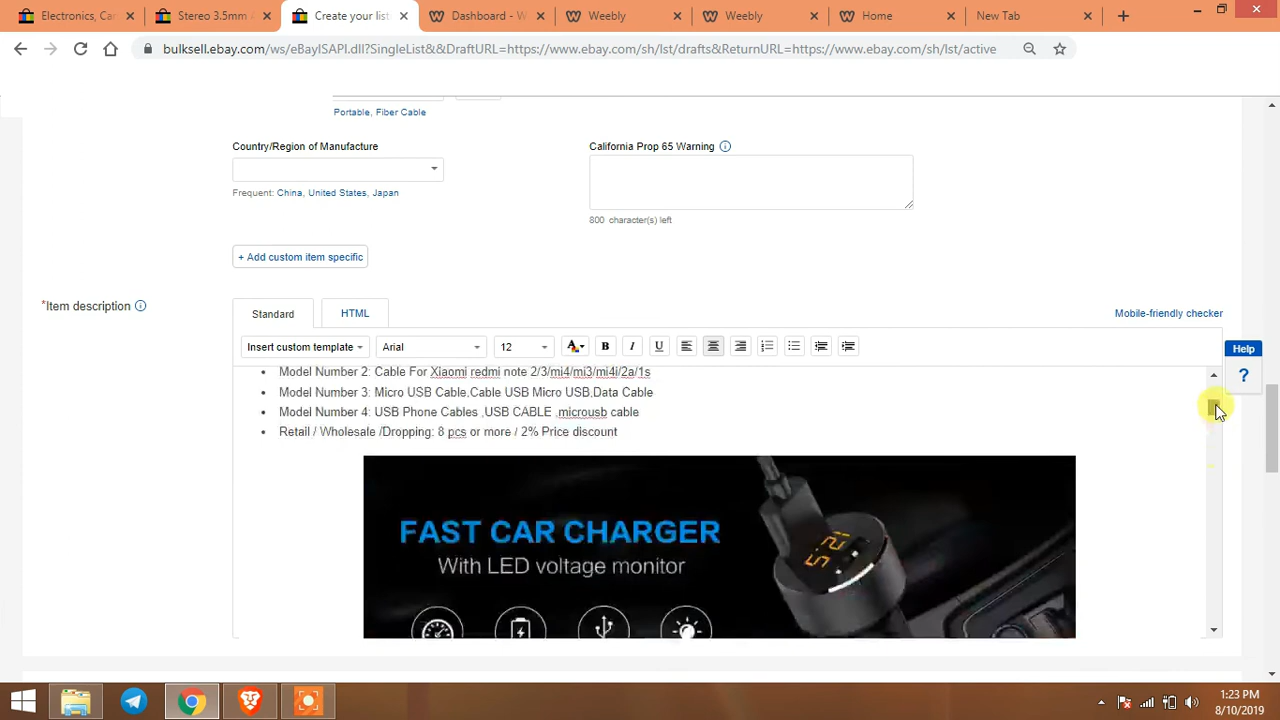 Electronics, Car
Stereo 3.5mm
Create your list
Dashboard - W
Weebly
Weebly
Home
New Tab
bulksell.ebay.com/ws/eBayISAPI.dll?SingleList&&DraftURL=https://www.ebay.com/sh/lst/drafts&ReturnURL=https://www.ebay.com/sh/lst/active
Portable, Fiber Cable
Country/Region of Manufacture
California Prop 65 Warning
Frequent: China, United States, Japan
800 character(s) left
+ Add custom item specific
*Item description
Standard
HTML
Mobile-friendly checker
Insert custom template
Arial
12
A
B
I
U
Help
?
Model Number 2: Cable For Xiaomi redmi note 2/3/mi4/mi3/mi4i/2a/1s
Model Number 3: Micro USB Cable,Cable USB Micro USB,Data Cable
Model Number 4: USB Phone Cables ,USB CABLE ,microusb cable
Retail / Wholesale /Dropping: 8 pcs or more / 2% Price discount
FAST CAR CHARGER
With LED voltage monitor
1:23 PM
8/10/2019